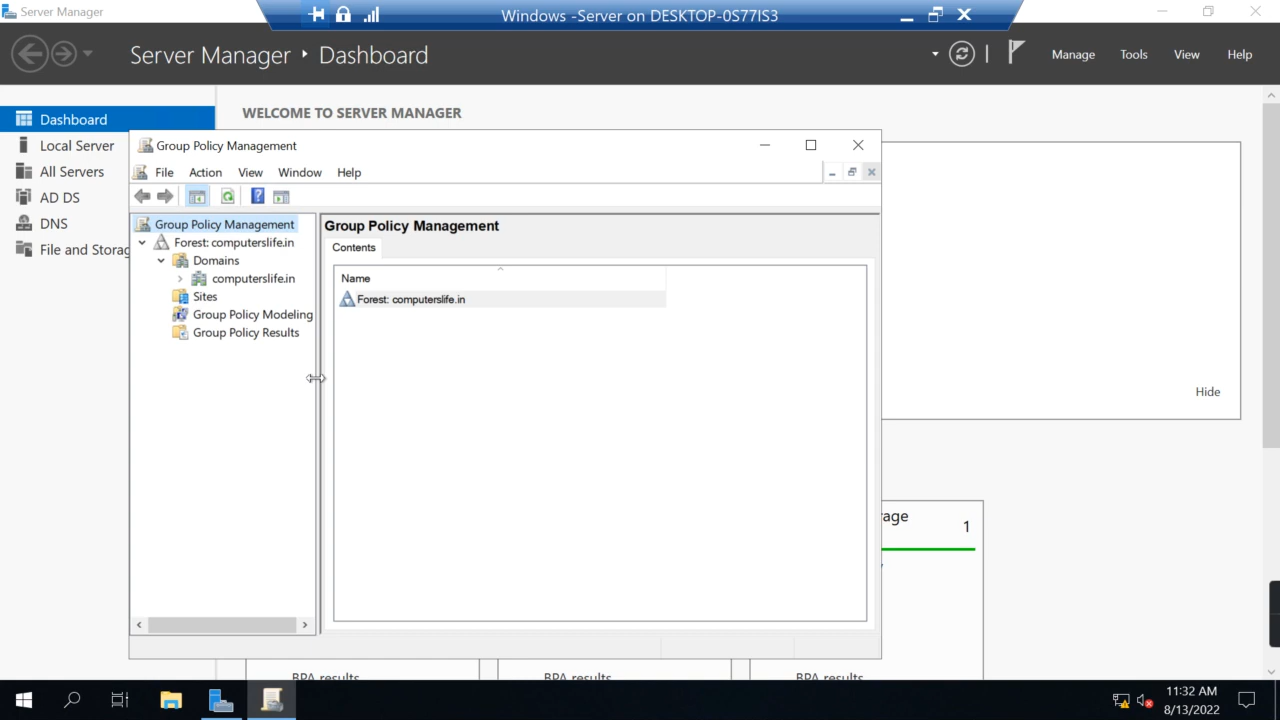 Server Manager
Windows -Server on DESKTOP-0S77IS3
Server Manager Dashboard
Manage Tools View Help
Dashboard
Local Server
All Servers
AD DS
DNS
File and Storag
WELCOME TO SERVER MANAGER
Group Policy Management
File Action View Window Help
Group Policy Management
Forest: computerslife.in
Domains
computerslife.in
Sites
Group Policy Modeling
Group Policy Results
Group Policy Management
Contents
Name
Forest: computerslife.in
Hide
rage 1
BPA results BPA results BPA results
11:32 AM
8/13/2022